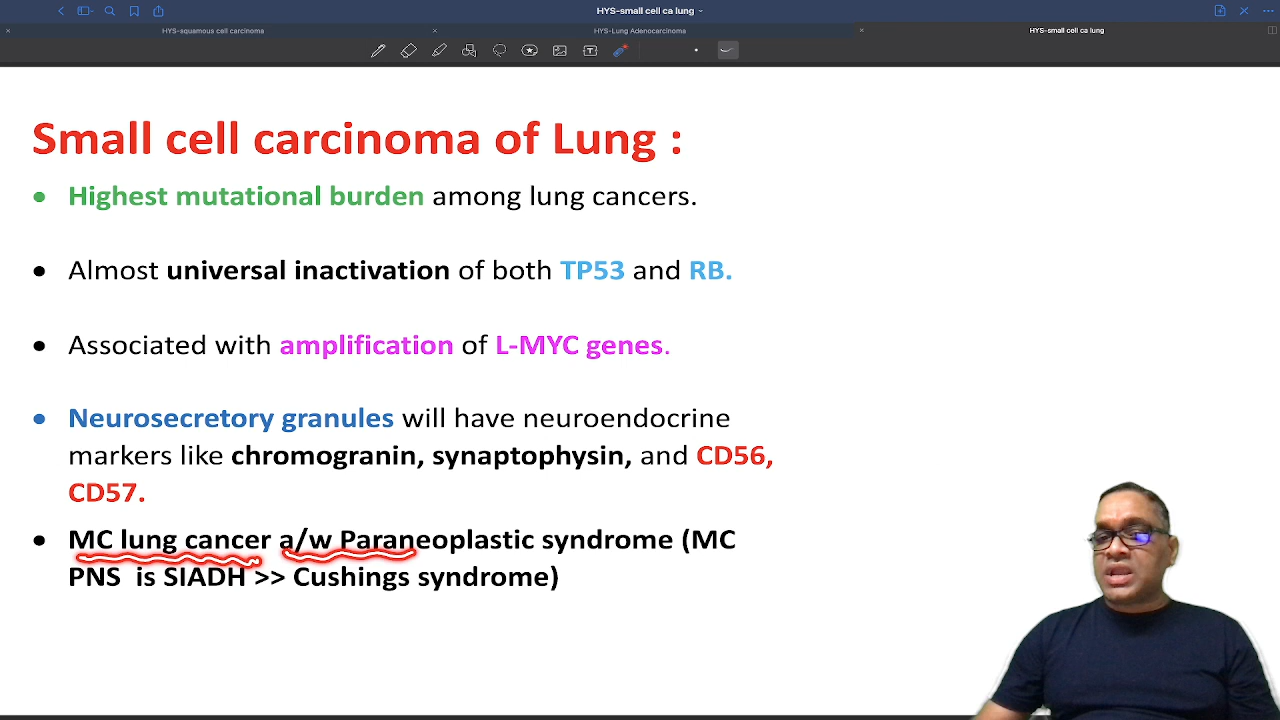 HYS-small cell ca lung
HYS-squamous cell carcinoma
HYS-Lung Adenocarcinoma
HYS-small cell ca lung
Small cell carcinoma of Lung :
• Highest mutational burden among lung cancers.
• Almost universal inactivation of both TP53 and RB.
• Associated with amplification of L-MYC genes.
• Neurosecretory granules will have neuroendocrine
markers like chromogranin, synaptophysin, and CD56,
CD57.
• MC lung cancer a/w Paraneoplastic syndrome (MC
PNS is SIADH >> Cushings syndrome)